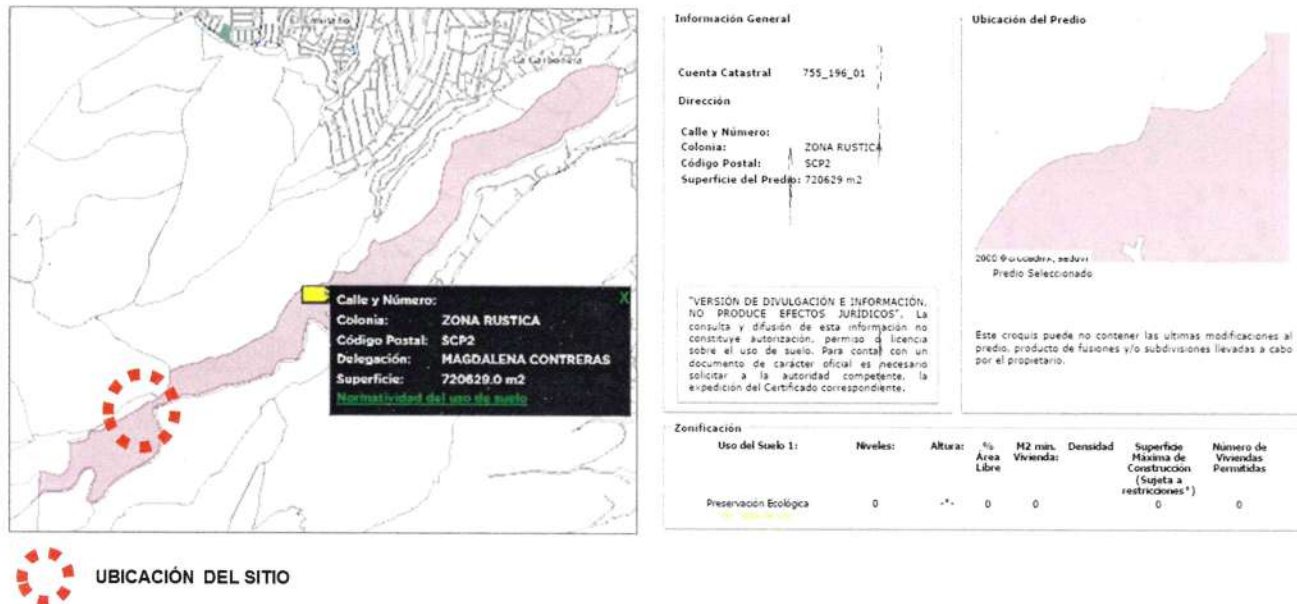 El Ermitaño
La Carbonera
Calle y Número:
X
Colonia: ZONA RUSTICA
Código Postal: SCP2
Delegación: MAGDALENA CONTRERAS
Superficie: 720629.0 m2
Normatividad del uso de suelo
UBICACIÓN DEL SITIO
Información General
Cuenta Catastral 755_196_01
Dirección
Calle y Número:
Colonia: ZONA RUSTICA
Código Postal: SCP2
Superficie del Predio: 720629 m2
"VERSIÓN DE DIVULGACIÓN E INFORMACIÓN,
NO PRODUCE EFECTOS JURÍDICOS". La
consulta y difusión de esta información no
constituye autorización, permiso o licencia
sobre el uso de suelo. Para contar con un
documento de carácter oficial es necesario
solicitar a la autoridad competente, la
expedición del Certificado correspondiente.
Ubicación del Predio
2000 © ciudadmx, seduvi
Predio Seleccionado
Este croquis puede no contener las ultimas modificaciones al
predio, producto de fusiones y/o subdivisiones llevadas a cabo
por el propietario.
Zonificación
Uso del Suelo 1: Niveles: Altura: % Área Libre M2 min. Vivienda: Densidad Superficie Máxima de Construcción (Sujeta a restricciones*) Número de Viviendas Permitidas
Preservación Ecológica 0 -*- 0 0 0 0